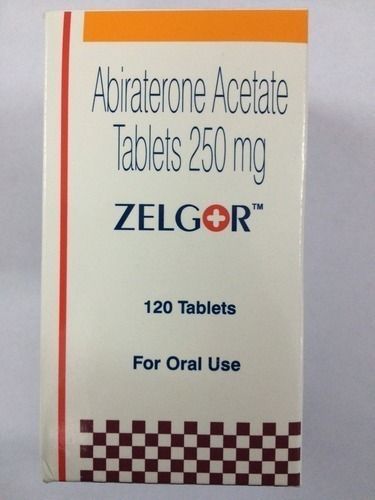 Abiraterone Acetate
Tablets 250 mg
ZELGOR™
120 Tablets
For Oral Use